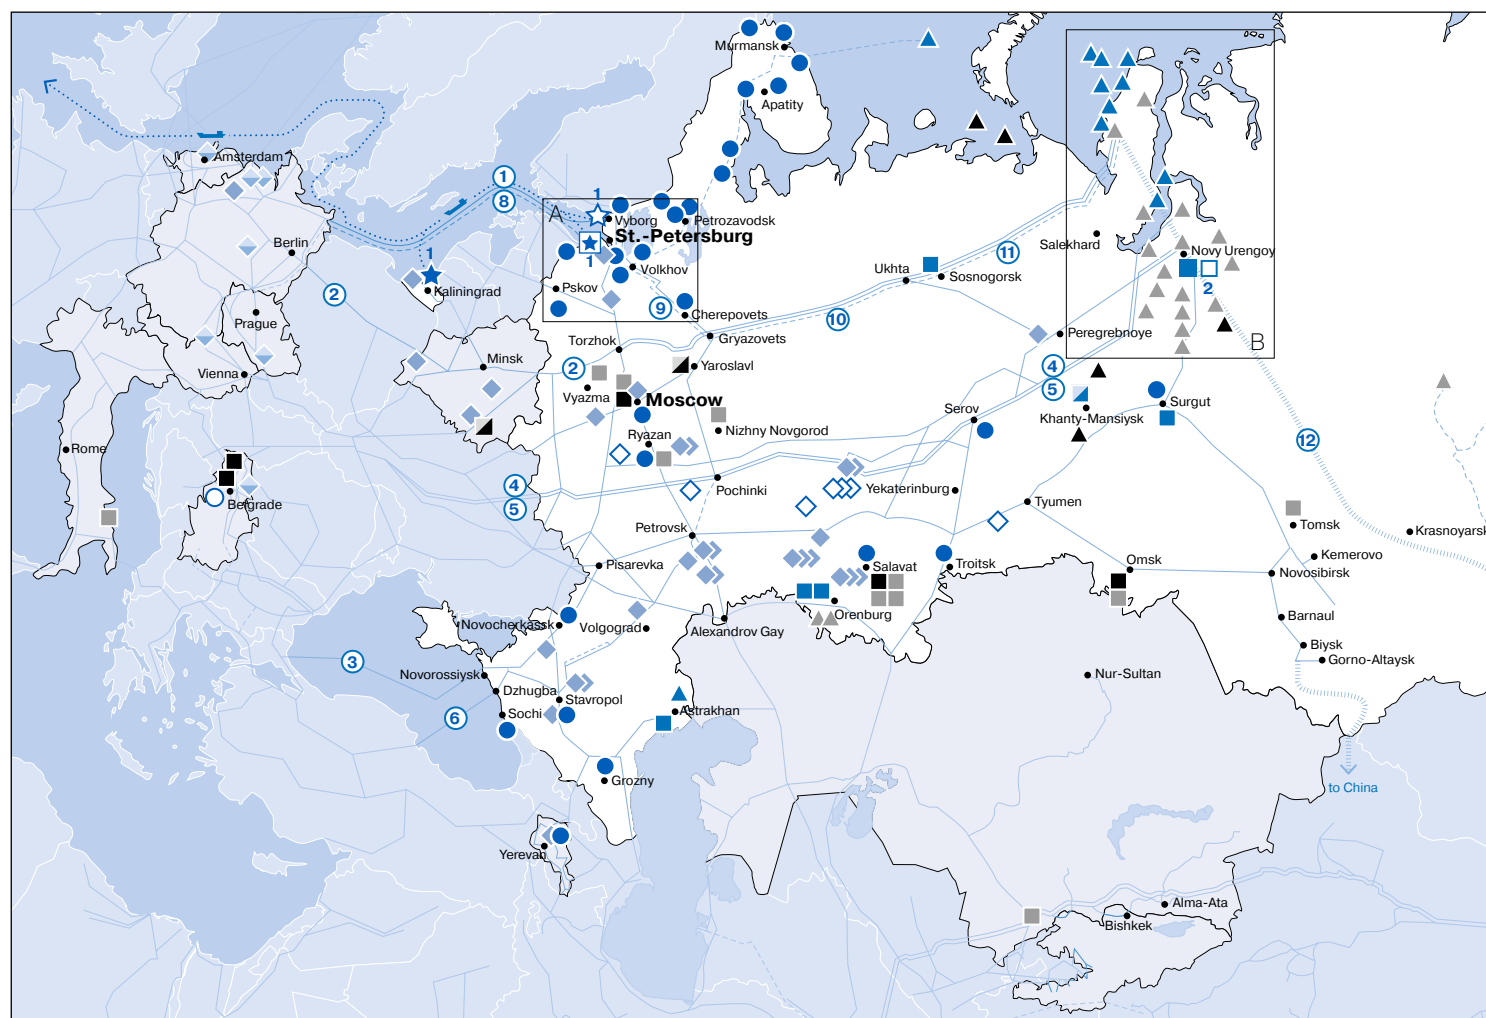 Murmansk
Apatity
Amsterdam
1
8
1
A
Vyborg
Petrozavodsk
St.-Petersburg
1
Berlin
1
Volkhov
Kaliningrad
Pskov
2
9
Cherepovets
Prague
Salekhard
11
Ukhta
Sosnogorsk
Novy Urengoy
2
10
Peregrebnoye
B
Torzhok
Gryazovets
Minsk
2
Yaroslavl
4
5
Vienna
Vyazma
Moscow
Khanty-Mansiysk
Surgut
Serov
Nizhny Novgorod
Ryazan
Rome
12
4
5
Pochinki
Yekaterinburg
Belgrade
Tyumen
Petrovsk
Tomsk
Krasnoyarsk
Kemerovo
Pisarevka
Salavat
Troitsk
Omsk
Novosibirsk
Orenburg
Novocherkassk
Volgograd
Alexandrov Gay
Barnaul
Biysk
Gorno-Altaysk
3
Novorossiysk
Nur-Sultan
Dzhugba
Stavropol
6
Sochi
Astrakhan
Grozny
to China
Yerevan
Alma-Ata
Bishkek